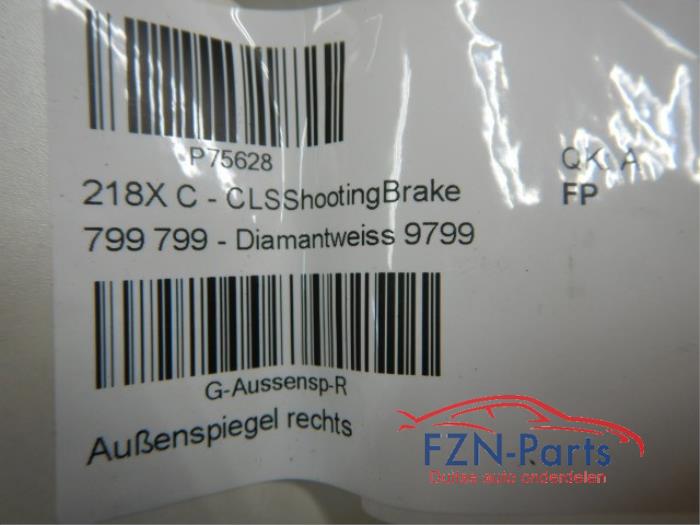 P75628
QK: A
218X C - CLSShootingBrake
FP
799 799 - Diamantweiss 9799
G-Aussensp-R
Außenspiegel rechts
FZN-Parts
Duitse auto onderdelen